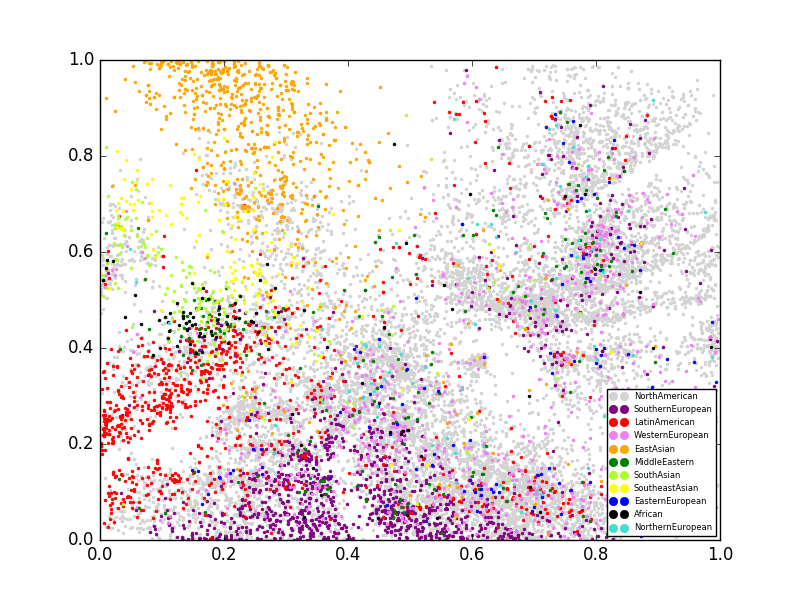 1.0
0.8
0.6
0.4
0.2
0.0
0.0 0.2 0.4 0.6 0.8 1.0
NorthAmerican
SouthernEuropean
LatinAmerican
WesternEuropean
EastAsian
MiddleEastern
SouthAsian
SoutheastAsian
EasternEuropean
African
NorthernEuropean